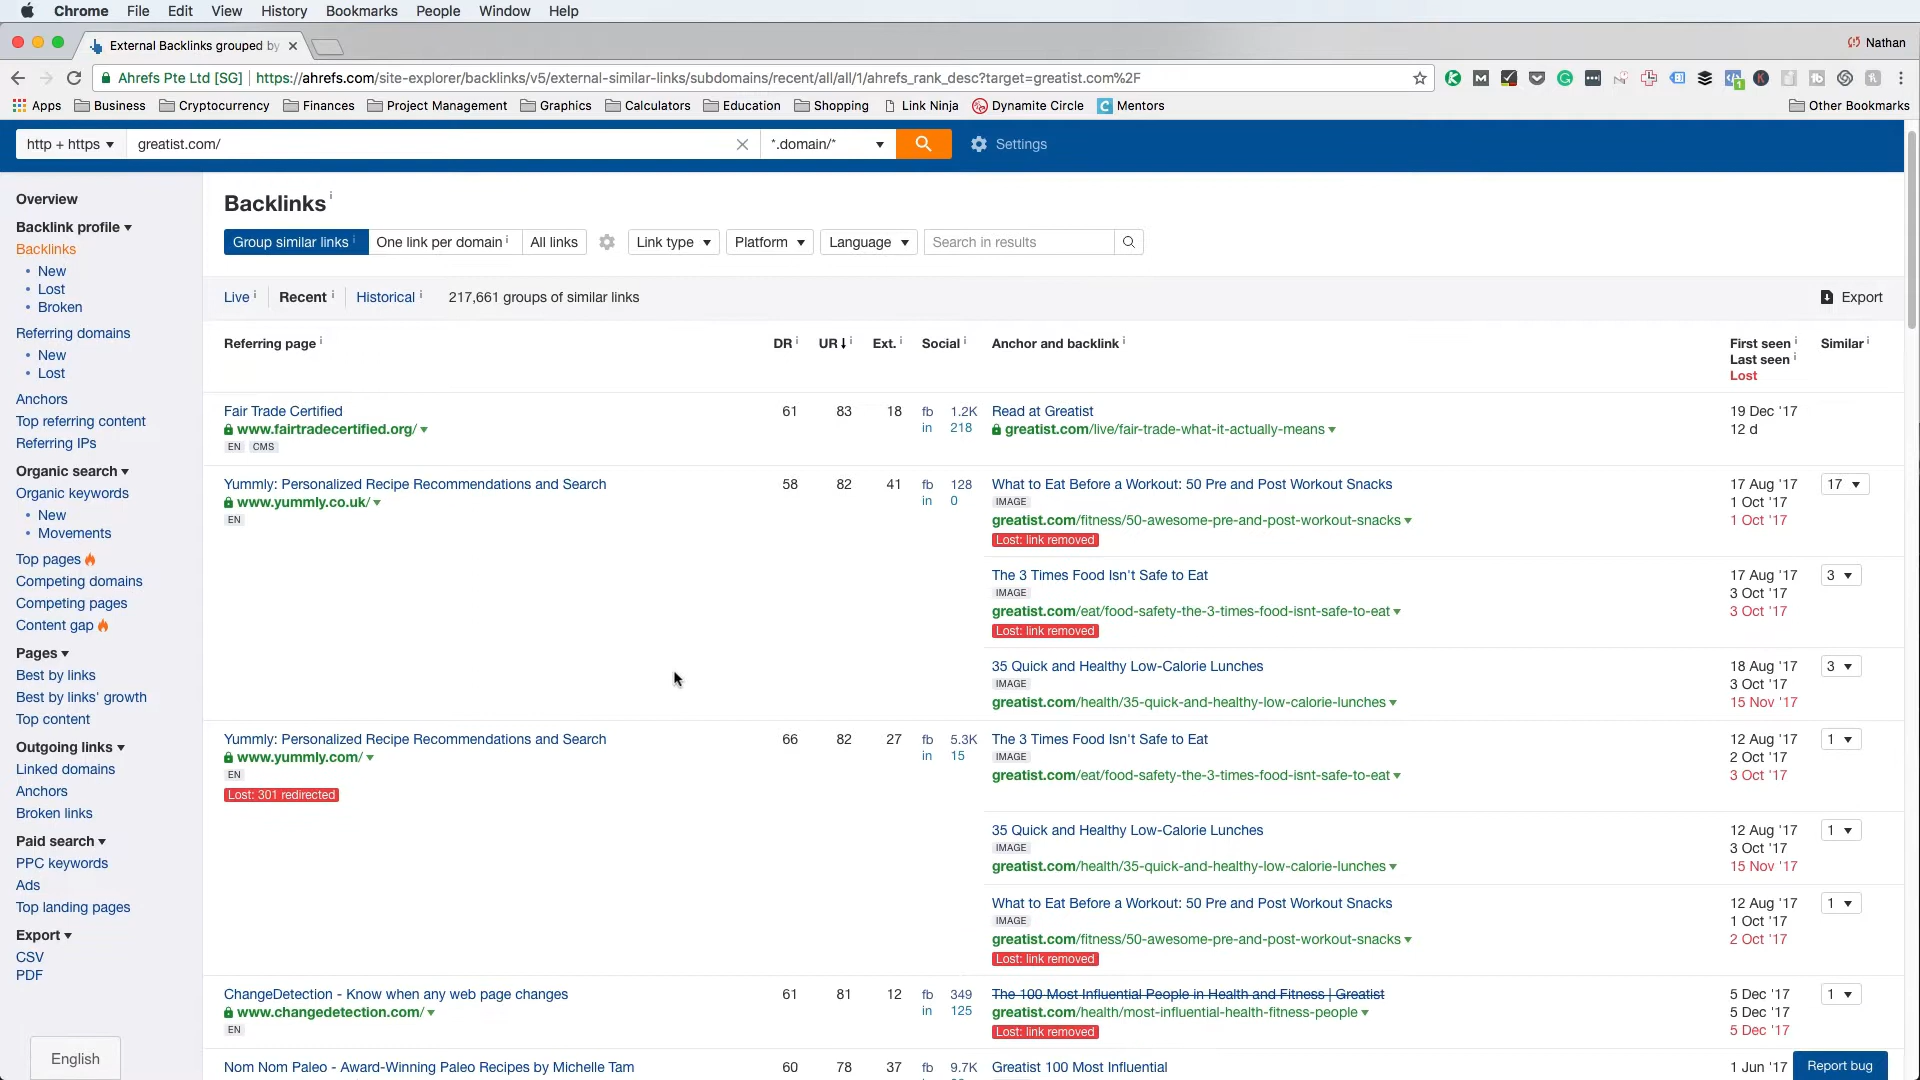 Chrome File Edit View History Bookmarks People Window Help
External Backlinks grouped by
Nathan
Ahrefs Pte Ltd [SG] https://ahrefs.com/site-explorer/backlinks/v5/external-similar-links/subdomains/recent/all/all/1/ahrefs_rank_desc?target=greatist.com%2F
Apps Business Cryptocurrency Finances Project Management Graphics Calculators Education Shopping Link Ninja Dynamite Circle Mentors Other Bookmarks
http + https greatist.com/ *.domain/* Settings
Overview
Backlink profile
Backlinks
New
Lost
Broken
Referring domains
New
Lost
Anchors
Top referring content
Referring IPs
Organic search
Organic keywords
New
Movements
Top pages
Competing domains
Competing pages
Content gap
Pages
Best by links
Best by links' growth
Top content
Outgoing links
Linked domains
Anchors
Broken links
Paid search
PPC keywords
Ads
Top landing pages
Export
CSV
PDF
English
Backlinks
Group similar links One link per domain All links Link type Platform Language Search in results
Live Recent Historical 217,661 groups of similar links Export
Referring page DR UR Ext. Social Anchor and backlink First seen Similar
Last seen
Lost
Fair Trade Certified 61 83 18 fb 1.2K Read at Greatist 19 Dec '17
www.fairtradecertified.org/ in 218 greatist.com/live/fair-trade-what-it-actually-means 12 d
EN CMS
Yummly: Personalized Recipe Recommendations and Search 58 82 41 fb 128 What to Eat Before a Workout: 50 Pre and Post Workout Snacks 17 Aug '17 17
www.yummly.co.uk/ in 0 IMAGE 1 Oct '17
EN greatist.com/fitness/50-awesome-pre-and-post-workout-snacks 1 Oct '17
Lost: link removed
The 3 Times Food Isn't Safe to Eat 17 Aug '17 3
IMAGE 3 Oct '17
greatist.com/eat/food-safety-the-3-times-food-isnt-safe-to-eat 3 Oct '17
Lost: link removed
35 Quick and Healthy Low-Calorie Lunches 18 Aug '17 3
IMAGE 3 Oct '17
greatist.com/health/35-quick-and-healthy-low-calorie-lunches 15 Nov '17
Yummly: Personalized Recipe Recommendations and Search 66 82 27 fb 5.3K The 3 Times Food Isn't Safe to Eat 12 Aug '17 1
www.yummly.com/ in 15 IMAGE 2 Oct '17
EN greatist.com/eat/food-safety-the-3-times-food-isnt-safe-to-eat 3 Oct '17
Lost: 301 redirected
35 Quick and Healthy Low-Calorie Lunches 12 Aug '17 1
IMAGE 3 Oct '17
greatist.com/health/35-quick-and-healthy-low-calorie-lunches 15 Nov '17
What to Eat Before a Workout: 50 Pre and Post Workout Snacks 12 Aug '17 1
IMAGE 1 Oct '17
greatist.com/fitness/50-awesome-pre-and-post-workout-snacks 2 Oct '17
Lost: link removed
ChangeDetection - Know when any web page changes 61 81 12 fb 349 The 100 Most Influential People in Health and Fitness | Greatist 5 Dec '17 1
www.changedetection.com/ in 125 greatist.com/health/most-influential-health-fitness-people 5 Dec '17
EN Lost: link removed 5 Dec '17
Nom Nom Paleo - Award-Winning Paleo Recipes by Michelle Tam 60 78 37 fb 9.7K Greatist 100 Most Influential 1 Jun '17
Report bug